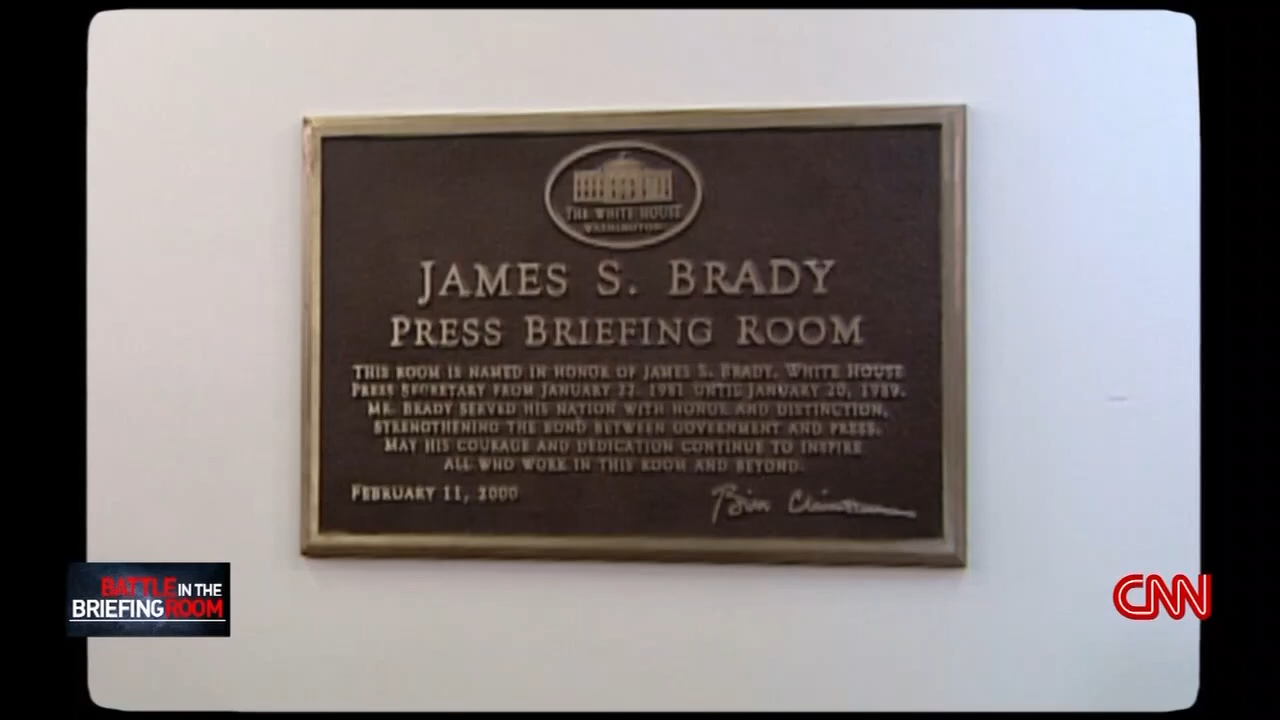 THE WHITE HOUSE
WASHINGTON
JAMES S. BRADY
PRESS BRIEFING ROOM
THIS ROOM IS NAMED IN HONOR OF JAMES S. BRADY, WHITE HOUSE
PRESS SECRETARY FROM JANUARY 22, 1981 UNTIL JANUARY 20, 1989.
MR. BRADY SERVED HIS NATION WITH HONOR AND DISTINCTION,
STRENGTHENING THE BOND BETWEEN GOVERNMENT AND PRESS.
MAY HIS COURAGE AND DEDICATION CONTINUE TO INSPIRE
ALL WHO WORK IN THIS ROOM AND BEYOND.
FEBRUARY 11, 2000
BATTLE IN THE
BRIEFING ROOM
CNN